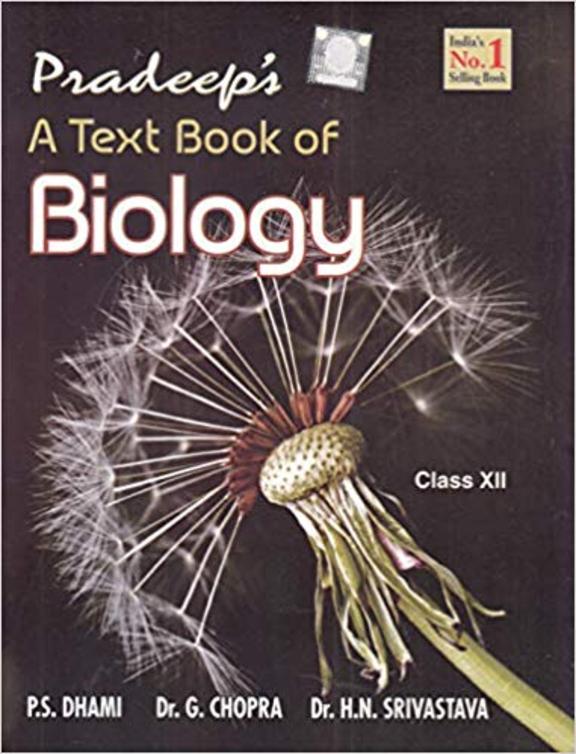 Pradeep's
India's
No.1
Selling Book
A Text Book of
Biology
Class XII
P.S. DHAMI Dr. G. CHOPRA Dr. H.N. SRIVASTAVA